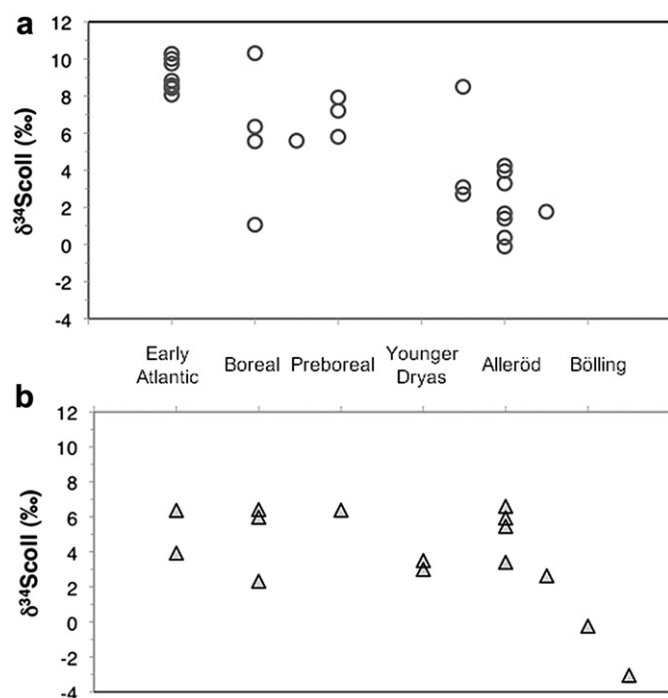 a
12
10
8
6
4
2
0
-2
-4
δ³⁴Scoll (‰)
Early Atlantic
Boreal
Preboreal
Younger Dryas
Alleröd
Bölling
b
12
10
8
6
4
2
0
-2
-4
δ³⁴Scoll (‰)